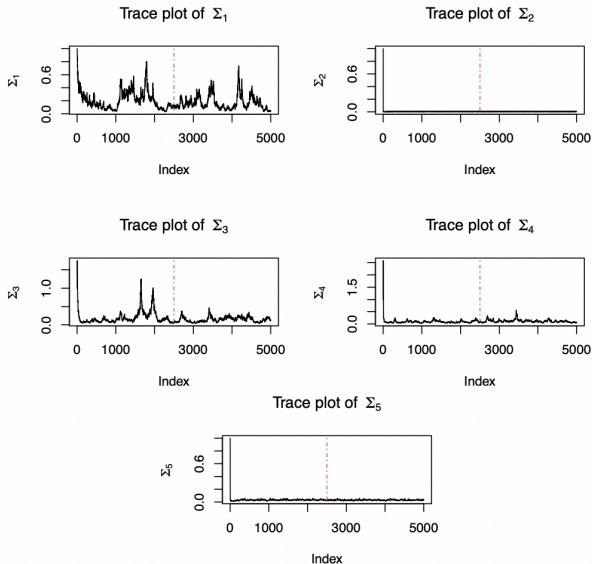 Trace plot of Σ1
Trace plot of Σ2
Σ1
0.0 0.6
0 1000 3000 5000
Index
Σ2
0.0 0.6
0 1000 3000 5000
Index
Trace plot of Σ3
Trace plot of Σ4
Σ3
0.0 1.0
0 1000 3000 5000
Index
Σ4
0.0 1.5
0 1000 3000 5000
Index
Trace plot of Σ5
Σ5
0.0 0.6
0 1000 3000 5000
Index